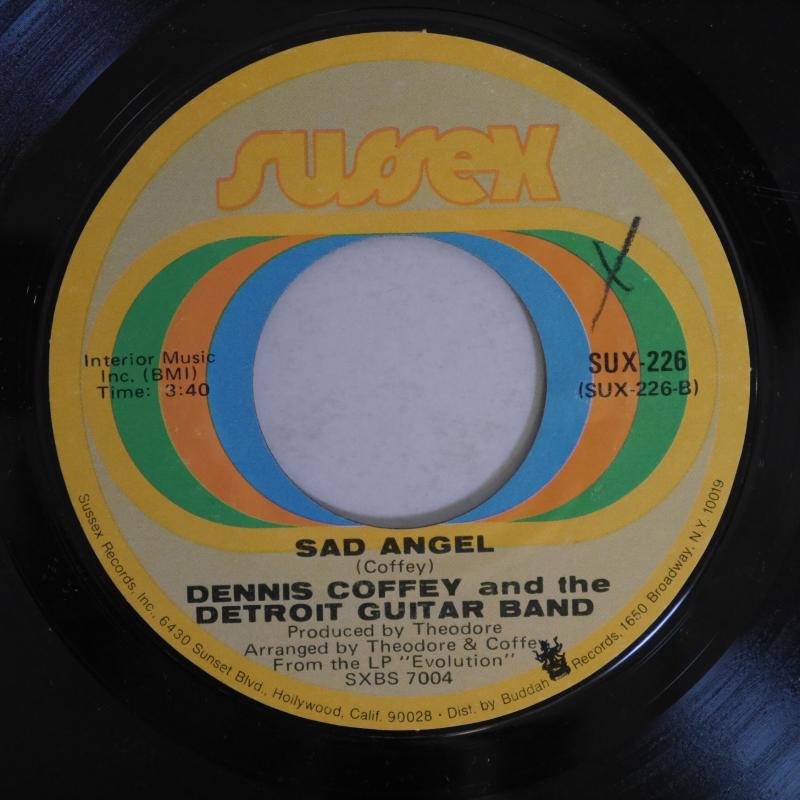 sussex
Interior Music
Inc. (BMI)
Time: 3:40
SUX-226
(SUX-226-B)
SAD ANGEL
(Coffey)
DENNIS COFFEY and the
DETROIT GUITAR BAND
Produced by Theodore
Arranged by Theodore & Coffey
From the LP "Evolution"
SXBS 7004
Sussex Records, Inc., 6430 Sunset Blvd., Hollywood, Calif. 90028 · Dist. by Buddah Records, 1650 Broadway, N.Y. 10019